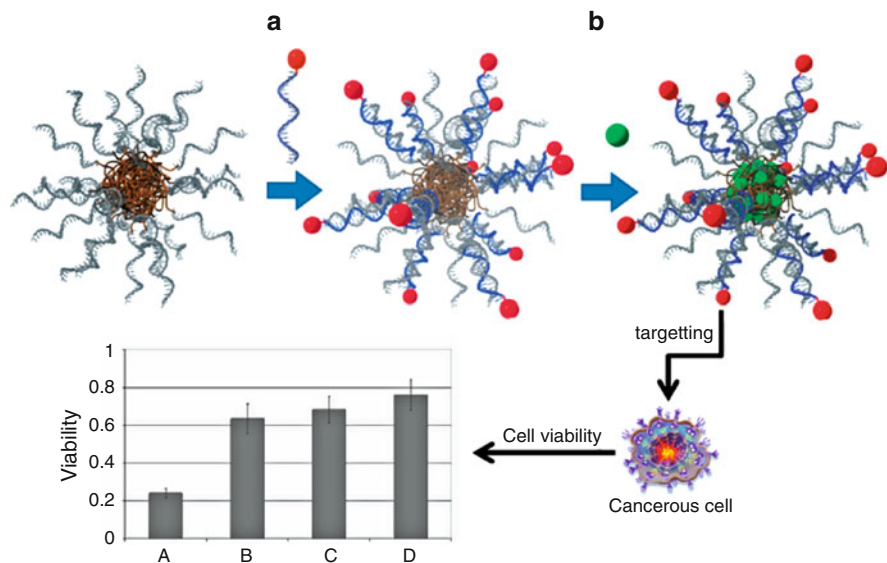 a
b
targetting
Cell viability
Cancerous cell
Viability
1
0.8
0.6
0.4
0.2
0
A B C D